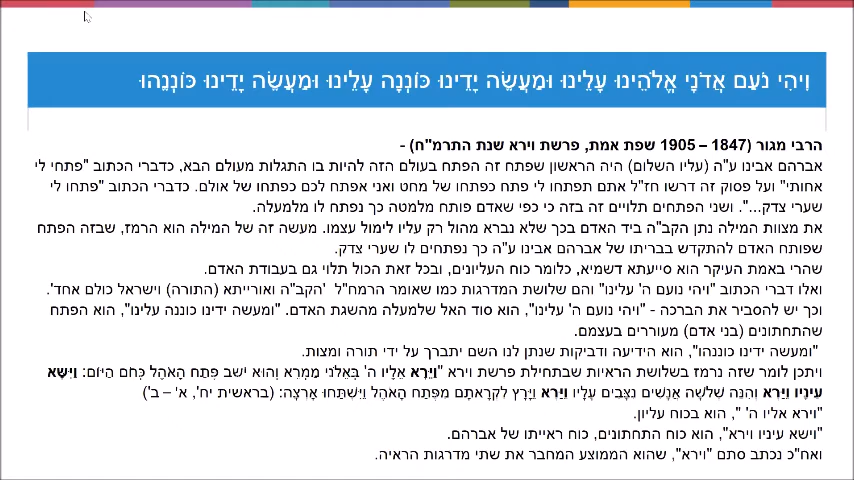 וִיהִי נֹעַם אֲדֹנָי אֱלֹהֵינוּ עָלֵינוּ וּמַעֲשֵׂה יָדֵינוּ כּוֹנְנָה עָלֵינוּ וּמַעֲשֵׂה יָדֵינוּ כּוֹנְנֵהוּ
הרבי מגור (1847 – 1905 שפת אמת, פרשת וירא שנת התרמ"ח) -
אברהם אבינו ע"ה (עליו השלום) היה הראשון שפתח זה הפתח בעולם הזה להיות בו התגלות מעולם הבא, כדברי הכתוב "פתחי לי
אחותי" ועל פסוק זה דרשו חז"ל אתם תפתחו לי פתח כפתחו של מחט ואני אפתח לכם כפתחו של אולם. כדברי הכתוב "פתחו לי
שערי צדק...". ושני הפתחים תלויים זה בזה כי כפי שאדם פותח מלמטה כך נפתח לו מלמעלה.
את מצוות המילה נתן הקב"ה ביד האדם בכך שלא נברא מהול רק עליו לימול עצמו. מעשה זה של המילה הוא הרמז, שבזה הפתח
שפותח האדם להתקדש בבריתו של אברהם אבינו ע"ה כך נפתחים לו שערי צדק.
שהרי באמת העיקר הוא סייעתא דשמיא, כלומר כוח העליונים, ובכל זאת הכול תלוי גם בעבודת האדם.
ואלו דברי הכתוב "ויהי נועם ה' עלינו" והם שלושת המדרגות כמו שאומר הרמח"ל 'הקב"ה ואורייתא (התורה) וישראל כולם אחד'.
וכך יש להסביר את הברכה - "ויהי נועם ה' עלינו", הוא סוד האל שלמעלה מהשגת האדם. "ומעשה ידינו כוננה עלינו", הוא הפתח
שהתחתונים (בני אדם) מעוררים בעצמם.
"ומעשה ידינו כוננהו", הוא הידיעה ודביקות שנתן לנו השם יתברך על ידי תורה ומצות.
ויתכן לומר שזה נרמז בשלושת הראיות שבתחילת פרשת וירא "וַיֵּרָא אֵלָיו ה' בְּאֵלֹנֵי מַמְרֵא וְהוּא יֹשֵׁב פֶּתַח הָאֹהֶל כְּחֹם הַיּוֹם: וַיִּשָּׂא
עֵינָיו וַיַּרְא וְהִנֵּה שְׁלֹשָׁה אֲנָשִׁים נִצָּבִים עָלָיו וַיַּרְא וַיָּרָץ לִקְרָאתָם מִפֶּתַח הָאֹהֶל וַיִּשְׁתַּחוּ אָרְצָה: (בראשית יח', א' – ב')
"וירא אליו ה' ", הוא בכוח עליון.
"וישא עיניו וירא", הוא כוח התחתונים, כוח ראייתו של אברהם.
ואח"כ נכתב סתם "וירא", שהוא הממוצע המחבר את שתי מדרגות הראיה.